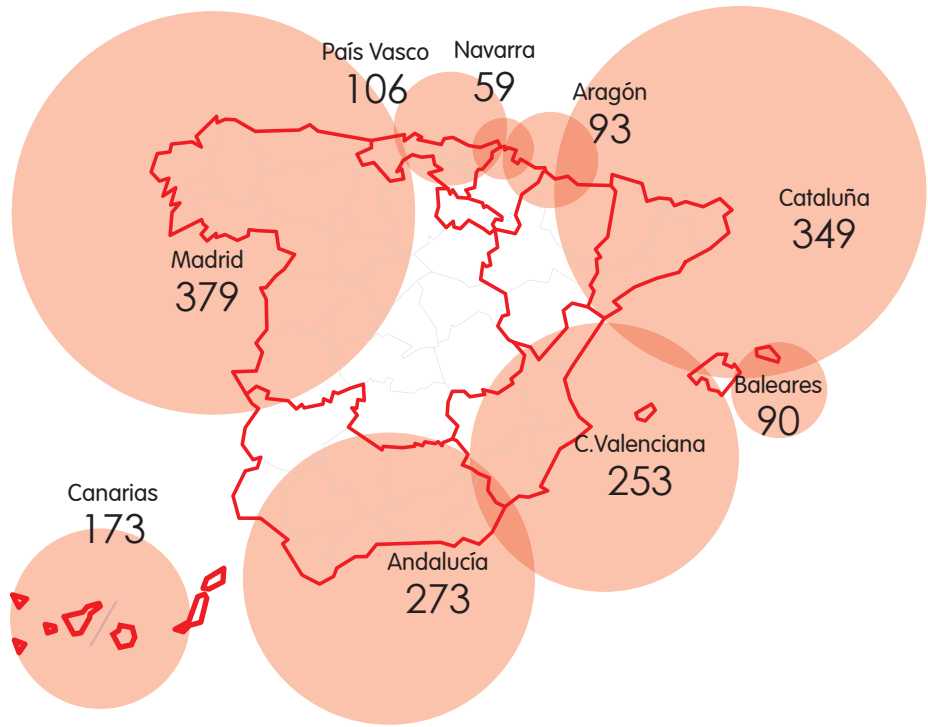 País Vasco
106
Navarra
59
Aragón
93
Cataluña
349
Madrid
379
Baleares
90
C.Valenciana
253
Canarias
173
Andalucía
273